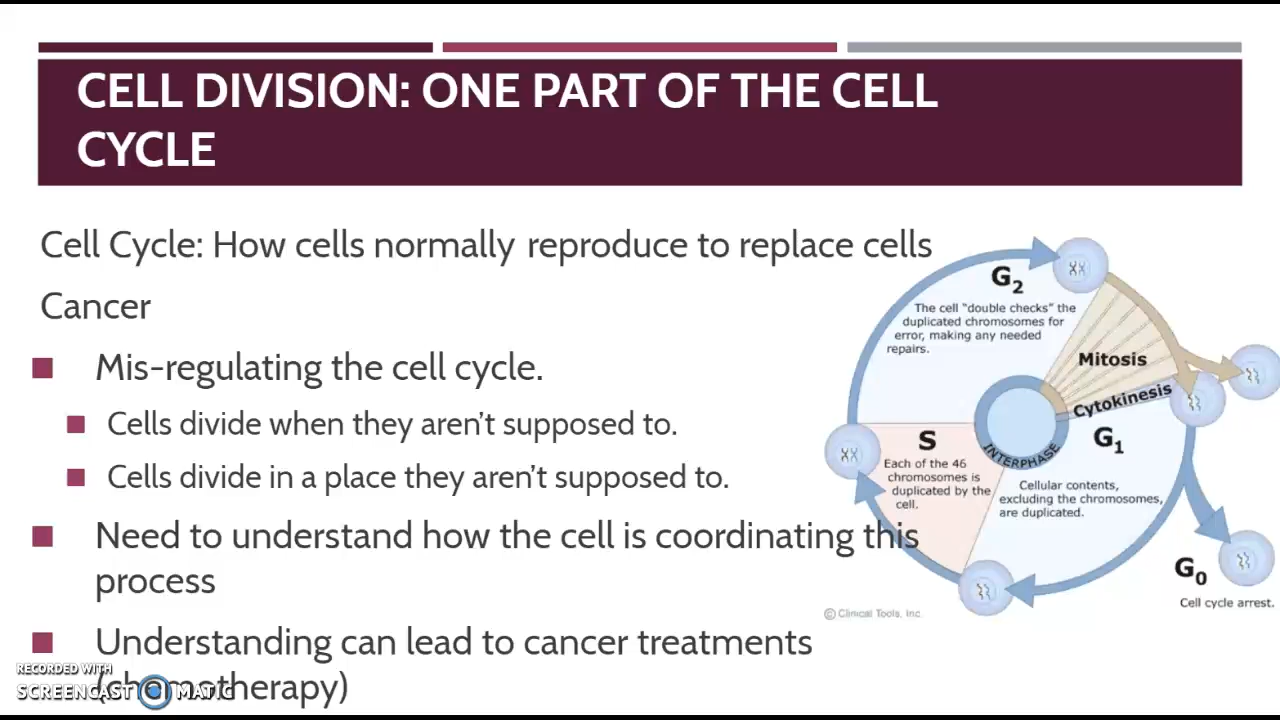 CELL DIVISION: ONE PART OF THE CELL
CYCLE
Cell Cycle: How cells normally reproduce to replace cells
Cancer
Mis-regulating the cell cycle.
Cells divide when they aren't supposed to.
Cells divide in a place they aren't supposed to.
Need to understand how the cell is coordinating this
process
Understanding can lead to cancer treatments
(chemotherapy)
G2
The cell "double checks" the
duplicated chromosomes for
error, making any needed
repairs.
Mitosis
Cytokinesis
S
Each of the 46
chromosomes is
duplicated by the
cell.
INTERPHASE
G1
Cellular contents,
excluding the chromosomes,
are duplicated.
G0
Cell cycle arrest.
© Clinical Tools, Inc.
RECORDED WITH
SCREENCAST MATIC